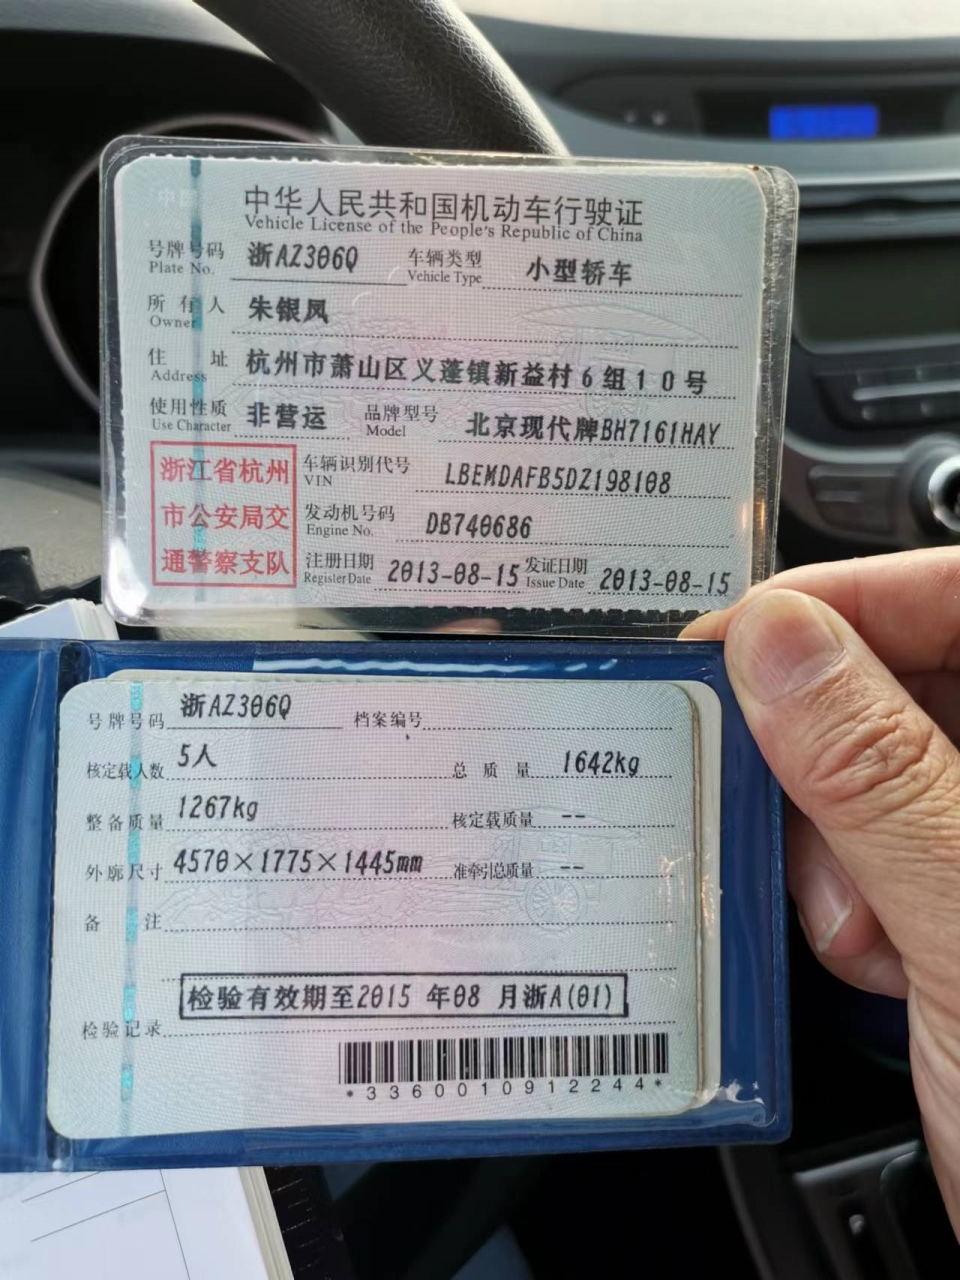 中华人民共和国机动车行驶证
Vehicle License of the People's Republic of China
号牌号码 浙AZ306Q 车辆类型 小型轿车
Plate No. Vehicle Type
所有人 朱银凤
Owner
住址 杭州市萧山区义蓬镇新益村6组10号
Address
使用性质 非营运 品牌型号 北京现代牌BH7161HAY
Use Character Model
浙江省杭州
市公安局交
通警察支队
车辆识别代号 LBEMDAFB5DZ198108
VIN
发动机号码 DB740686
Engine No.
注册日期 2013-08-15 发证日期 2013-08-15
Register Date Issue Date
号牌号码 浙AZ306Q 档案编号
核定载人数 5人 总质量 1642kg
整备质量 1267kg 核定载质量 --
外廓尺寸 4570×1775×1445mm 准牵引总质量 --
备注
检验有效期至2015 年08 月浙A(01)
检验记录
*3360010912244*